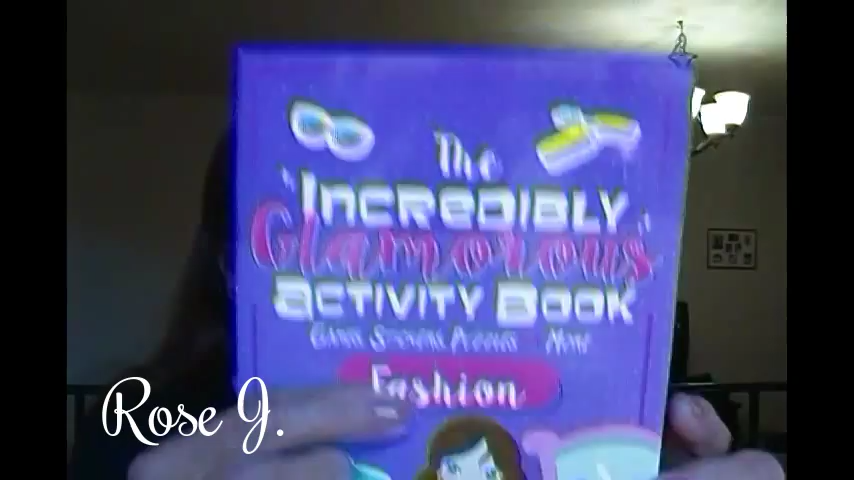 The
INCREDIBLY
Glamorous
ACTIVITY BOOK
GAMES STICKERS PUZZLES MORE
Fashion
Rose J.